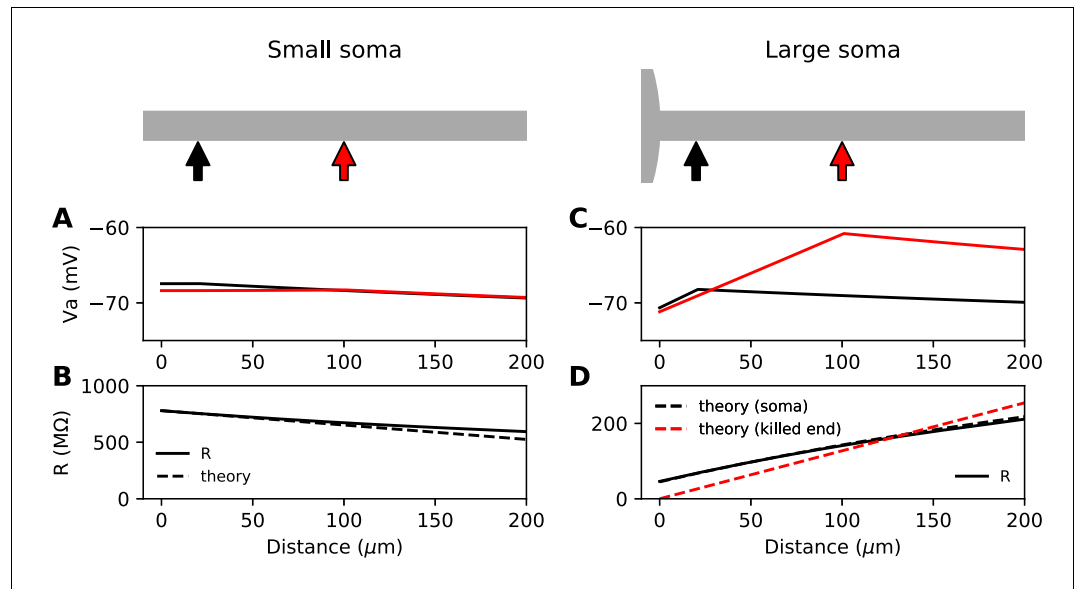 Small soma
Large soma
A
−60
Va (mV)
−70
0 50 100 150 200
B
1000
R (MΩ)
500
0
R
theory
0 50 100 150 200
Distance (μm)
C
−60
−70
0 50 100 150 200
D
200
0
theory (soma)
theory (killed end)
R
0 50 100 150 200
Distance (μm)